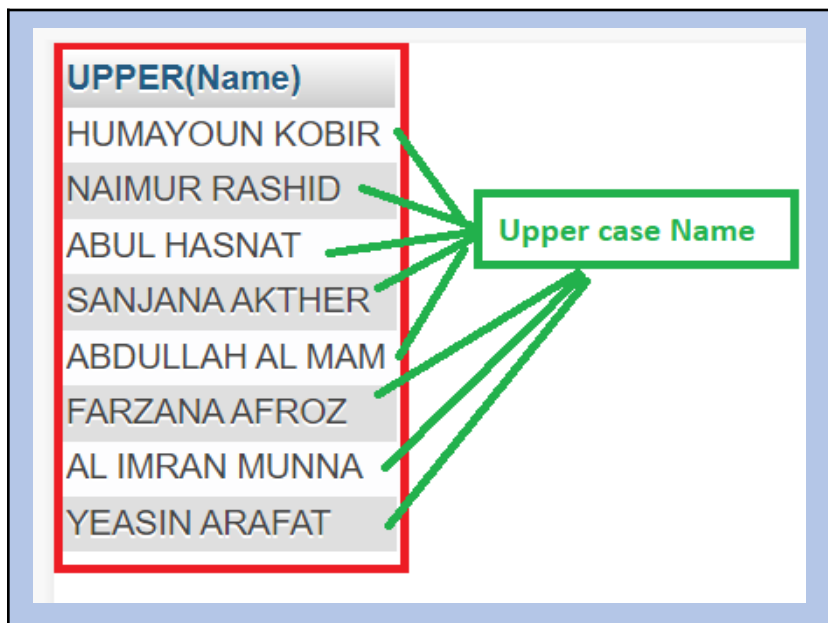 UPPER(Name)
HUMAYOUN KOBIR
NAIMUR RASHID
ABUL HASNAT
SANJANA AKTHER
ABDULLAH AL MAM
FARZANA AFROZ
AL IMRAN MUNNA
YEASIN ARAFAT
Upper case Name